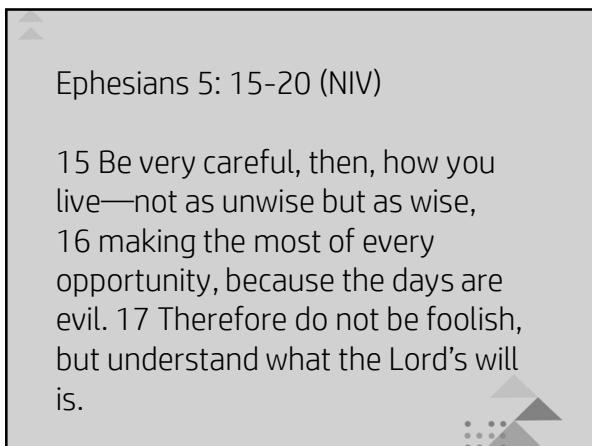 Ephesians 5: 15-20 (NIV)
15 Be very careful, then, how you
live—not as unwise but as wise,
16 making the most of every
opportunity, because the days are
evil. 17 Therefore do not be foolish,
but understand what the Lord’s will
is.